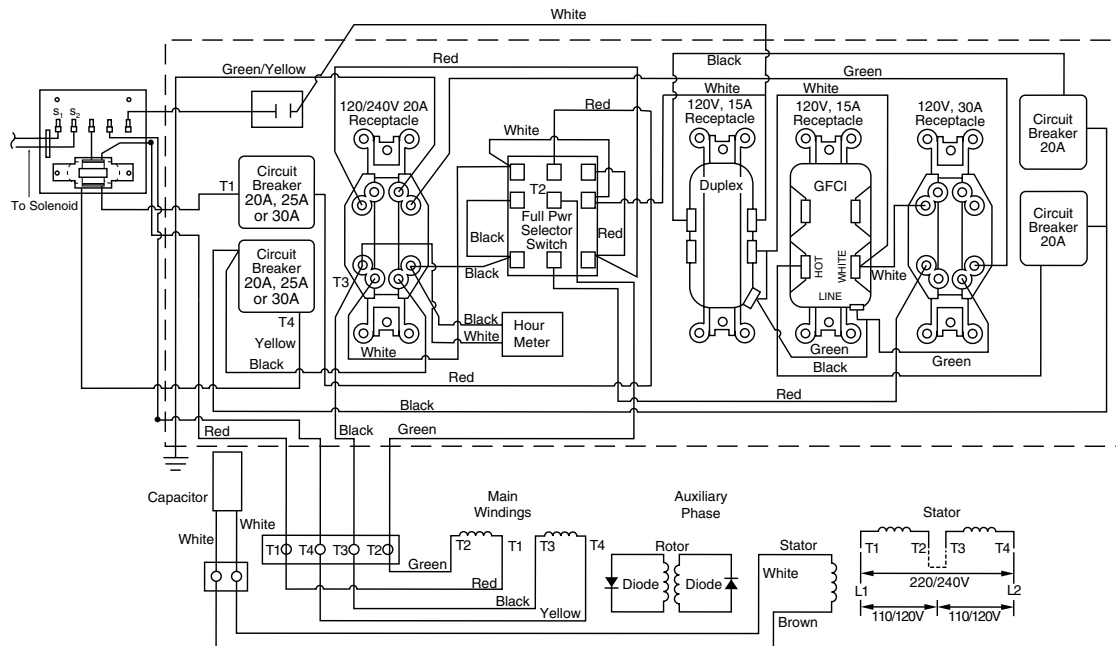 White
Red
Black
Green/Yellow
Green
White
S1 S2
120/240V 20A
Receptacle
Red
White
120V, 15A
Receptacle
120V, 15A
Receptacle
120V, 30A
Receptacle
Circuit
Breaker
20A
To Solenoid
T1
Circuit
Breaker
20A, 25A
or 30A
T2
Full Pwr
Selector
Switch
Duplex
GFCI
Circuit
Breaker
20A
Black
Red
HOT
WHITE
White
Circuit
Breaker
20A, 25A
or 30A
T3
Black
LINE
T4
Yellow
Black
White
Black
White
Hour
Meter
Green
Green
Black
Red
Red
Black
Red
Black
Green
Capacitor
White
White
Main
Windings
Auxiliary
Phase
Stator
T1
T4
T3
T2
T2
T1
T3
T4
Green
Red
Black
Yellow
Rotor
Diode
Diode
Stator
White
Brown
T1
T2
T3
T4
220/240V
L1
L2
110/120V
110/120V